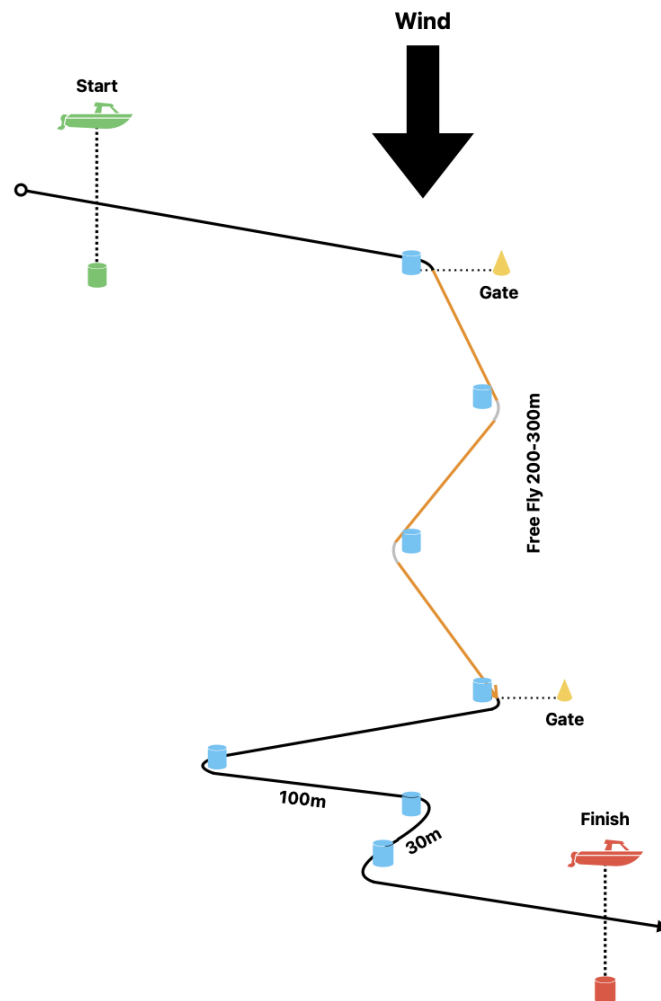 Wind
Start
Gate
Free Fly 200-300m
Gate
100m
30m
Finish